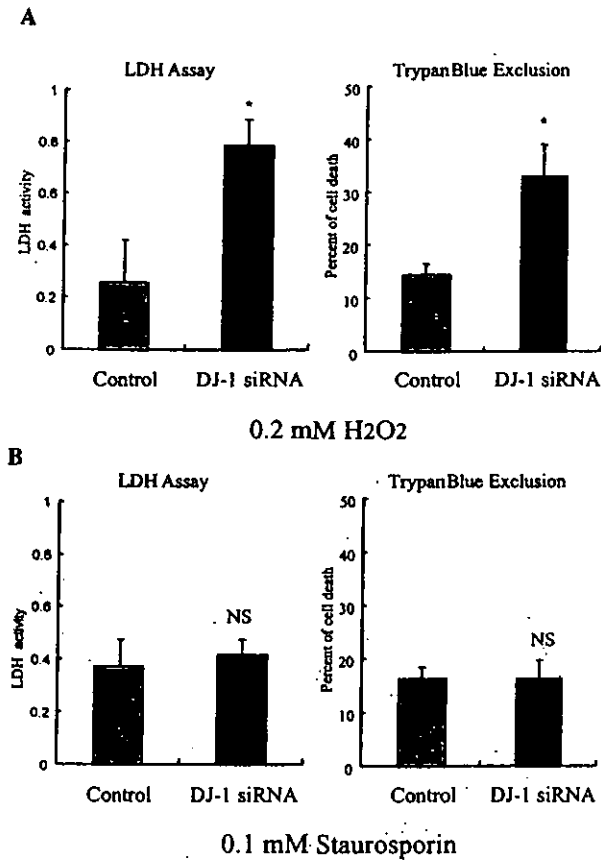 A
LDH Assay
TrypanBlue Exclusion
LDH activity
1
0.8
0.6
0.4
0.2
0
*
Control
DJ-1 siRNA
Percent of cell death
50
40
30
20
10
0
*
Control
DJ-1 siRNA
0.2 mM H2O2
B
LDH Assay
TrypanBlue Exclusion
LDH activity
1
0.8
0.6
0.4
0.2
0
NS
Control
DJ-1 siRNA
Percent of cell death
50
40
30
20
10
0
NS
Control
DJ-1 siRNA
0.1 mM Staurosporin